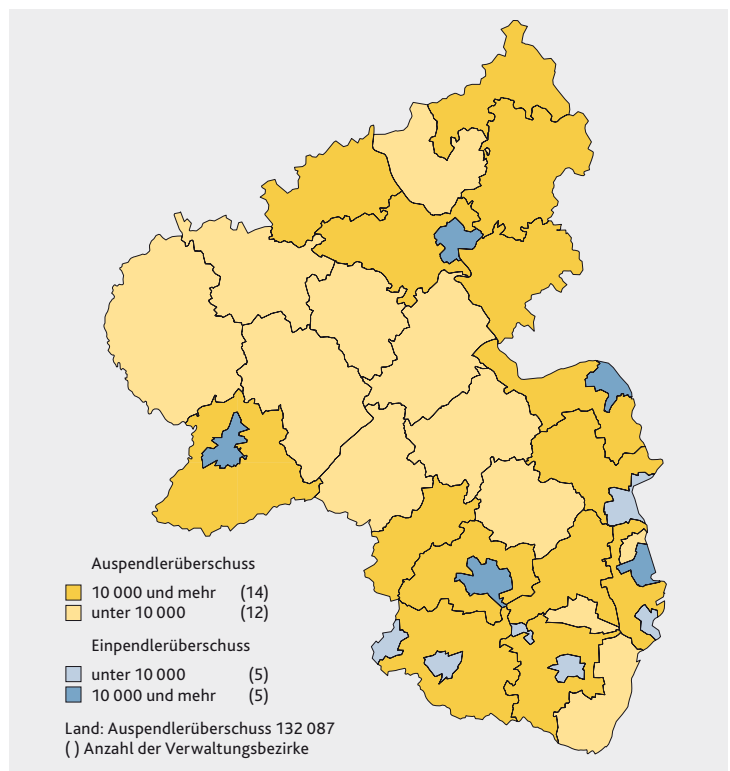 Auspendlerüberschuss
10 000 und mehr (14)
unter 10 000 (12)
Einpendlerüberschuss
unter 10 000 (5)
10 000 und mehr (5)
Land: Auspendlerüberschuss 132 087
( ) Anzahl der Verwaltungsbezirke